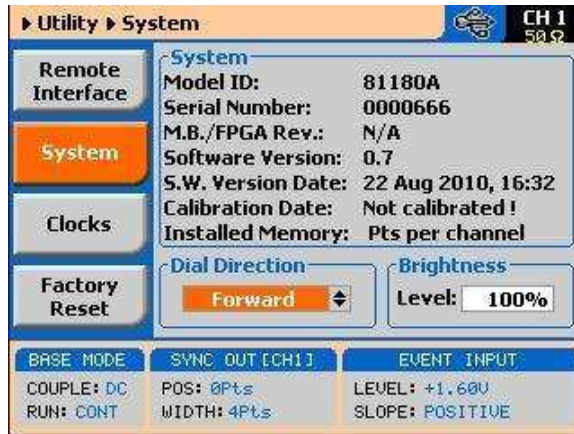 Utility System
CH 1
50 Ω
Remote
Interface
System
Clocks
Factory
Reset
System
Model ID: 81180A
Serial Number: 0000666
M.B./FPGA Rev.: N/A
Software Version: 0.7
S.W. Version Date: 22 Aug 2010, 16:32
Calibration Date: Not calibrated !
Installed Memory: Pts per channel
Dial Direction
Forward
Brightness
Level: 100%
BASE MODE
COUPLE: DC
RUN: CONT
SYNC OUT [CH1]
POS: 0Pts
WIDTH: 4Pts
EVENT INPUT
LEVEL: +1.60V
SLOPE: POSITIVE